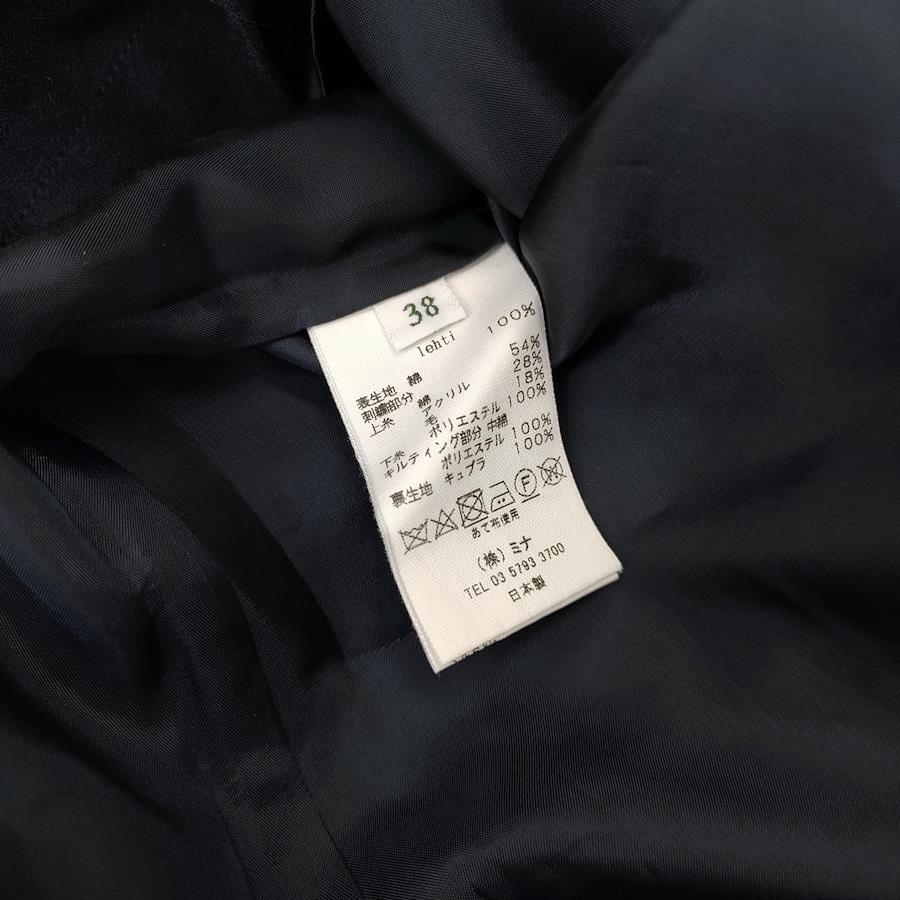 38
lehti
表生地 綿 100%
刺繍部分
上糸 綿 54%
アクリル 28%
毛 18%
下糸 ポリエステル 100%
キルティング部分 中綿
ポリエステル 100%
裏生地 キュプラ 100%
F W
あて布使用
(株) ミナ
TEL 03 5793 3700
日本製